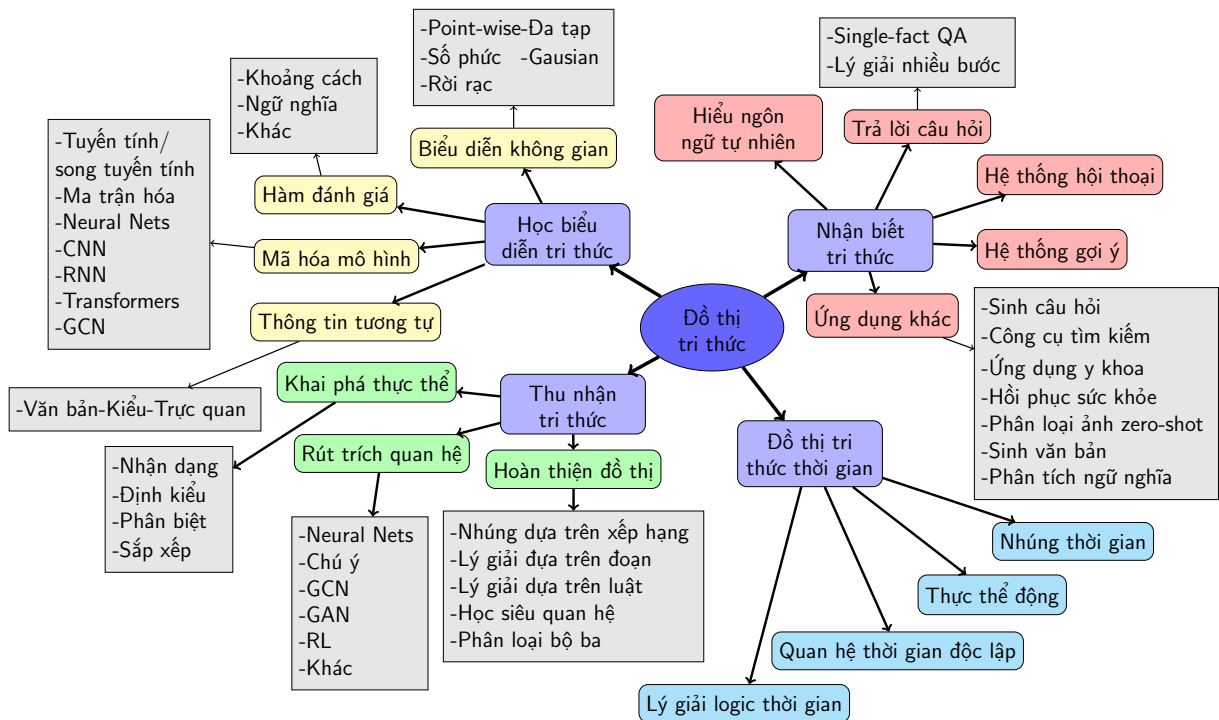 -Point-wise-Đa tạp
-Số phức -Gausian
-Rời rạc
-Single-fact QA
-Lý giải nhiều bước
-Khoảng cách
-Ngữ nghĩa
-Khác
Biểu diễn không gian
Hiểu ngôn
ngữ tự nhiên
Trả lời câu hỏi
-Tuyến tính/
song tuyến tính
-Ma trận hóa
-Neural Nets
-CNN
-RNN
-Transformers
-GCN
Hàm đánh giá
Mã hóa mô hình
Thông tin tương tự
Học biểu
diễn tri thức
Nhận biết
tri thức
Hệ thống hội thoại
Hệ thống gợi ý
Ứng dụng khác
Đồ thị
tri thức
-Sinh câu hỏi
-Công cụ tìm kiếm
-Ứng dụng y khoa
-Hồi phục sức khỏe
-Phân loại ảnh zero-shot
-Sinh văn bản
-Phân tích ngữ nghĩa
-Văn bản-Kiểu-Trực quan
Khai phá thực thể
Thu nhận
tri thức
Rút trích quan hệ
Hoàn thiện đồ thị
Đồ thị tri
thức thời gian
-Nhận dạng
-Định kiểu
-Phân biệt
-Sắp xếp
-Neural Nets
-Chú ý
-GCN
-GAN
-RL
-Khác
-Nhúng dựa trên xếp hạng
-Lý giải đựa trên đoạn
-Lý giải dựa trên luật
-Học siêu quan hệ
-Phân loại bộ ba
Nhúng thời gian
Thực thể động
Quan hệ thời gian độc lập
Lý giải logic thời gian